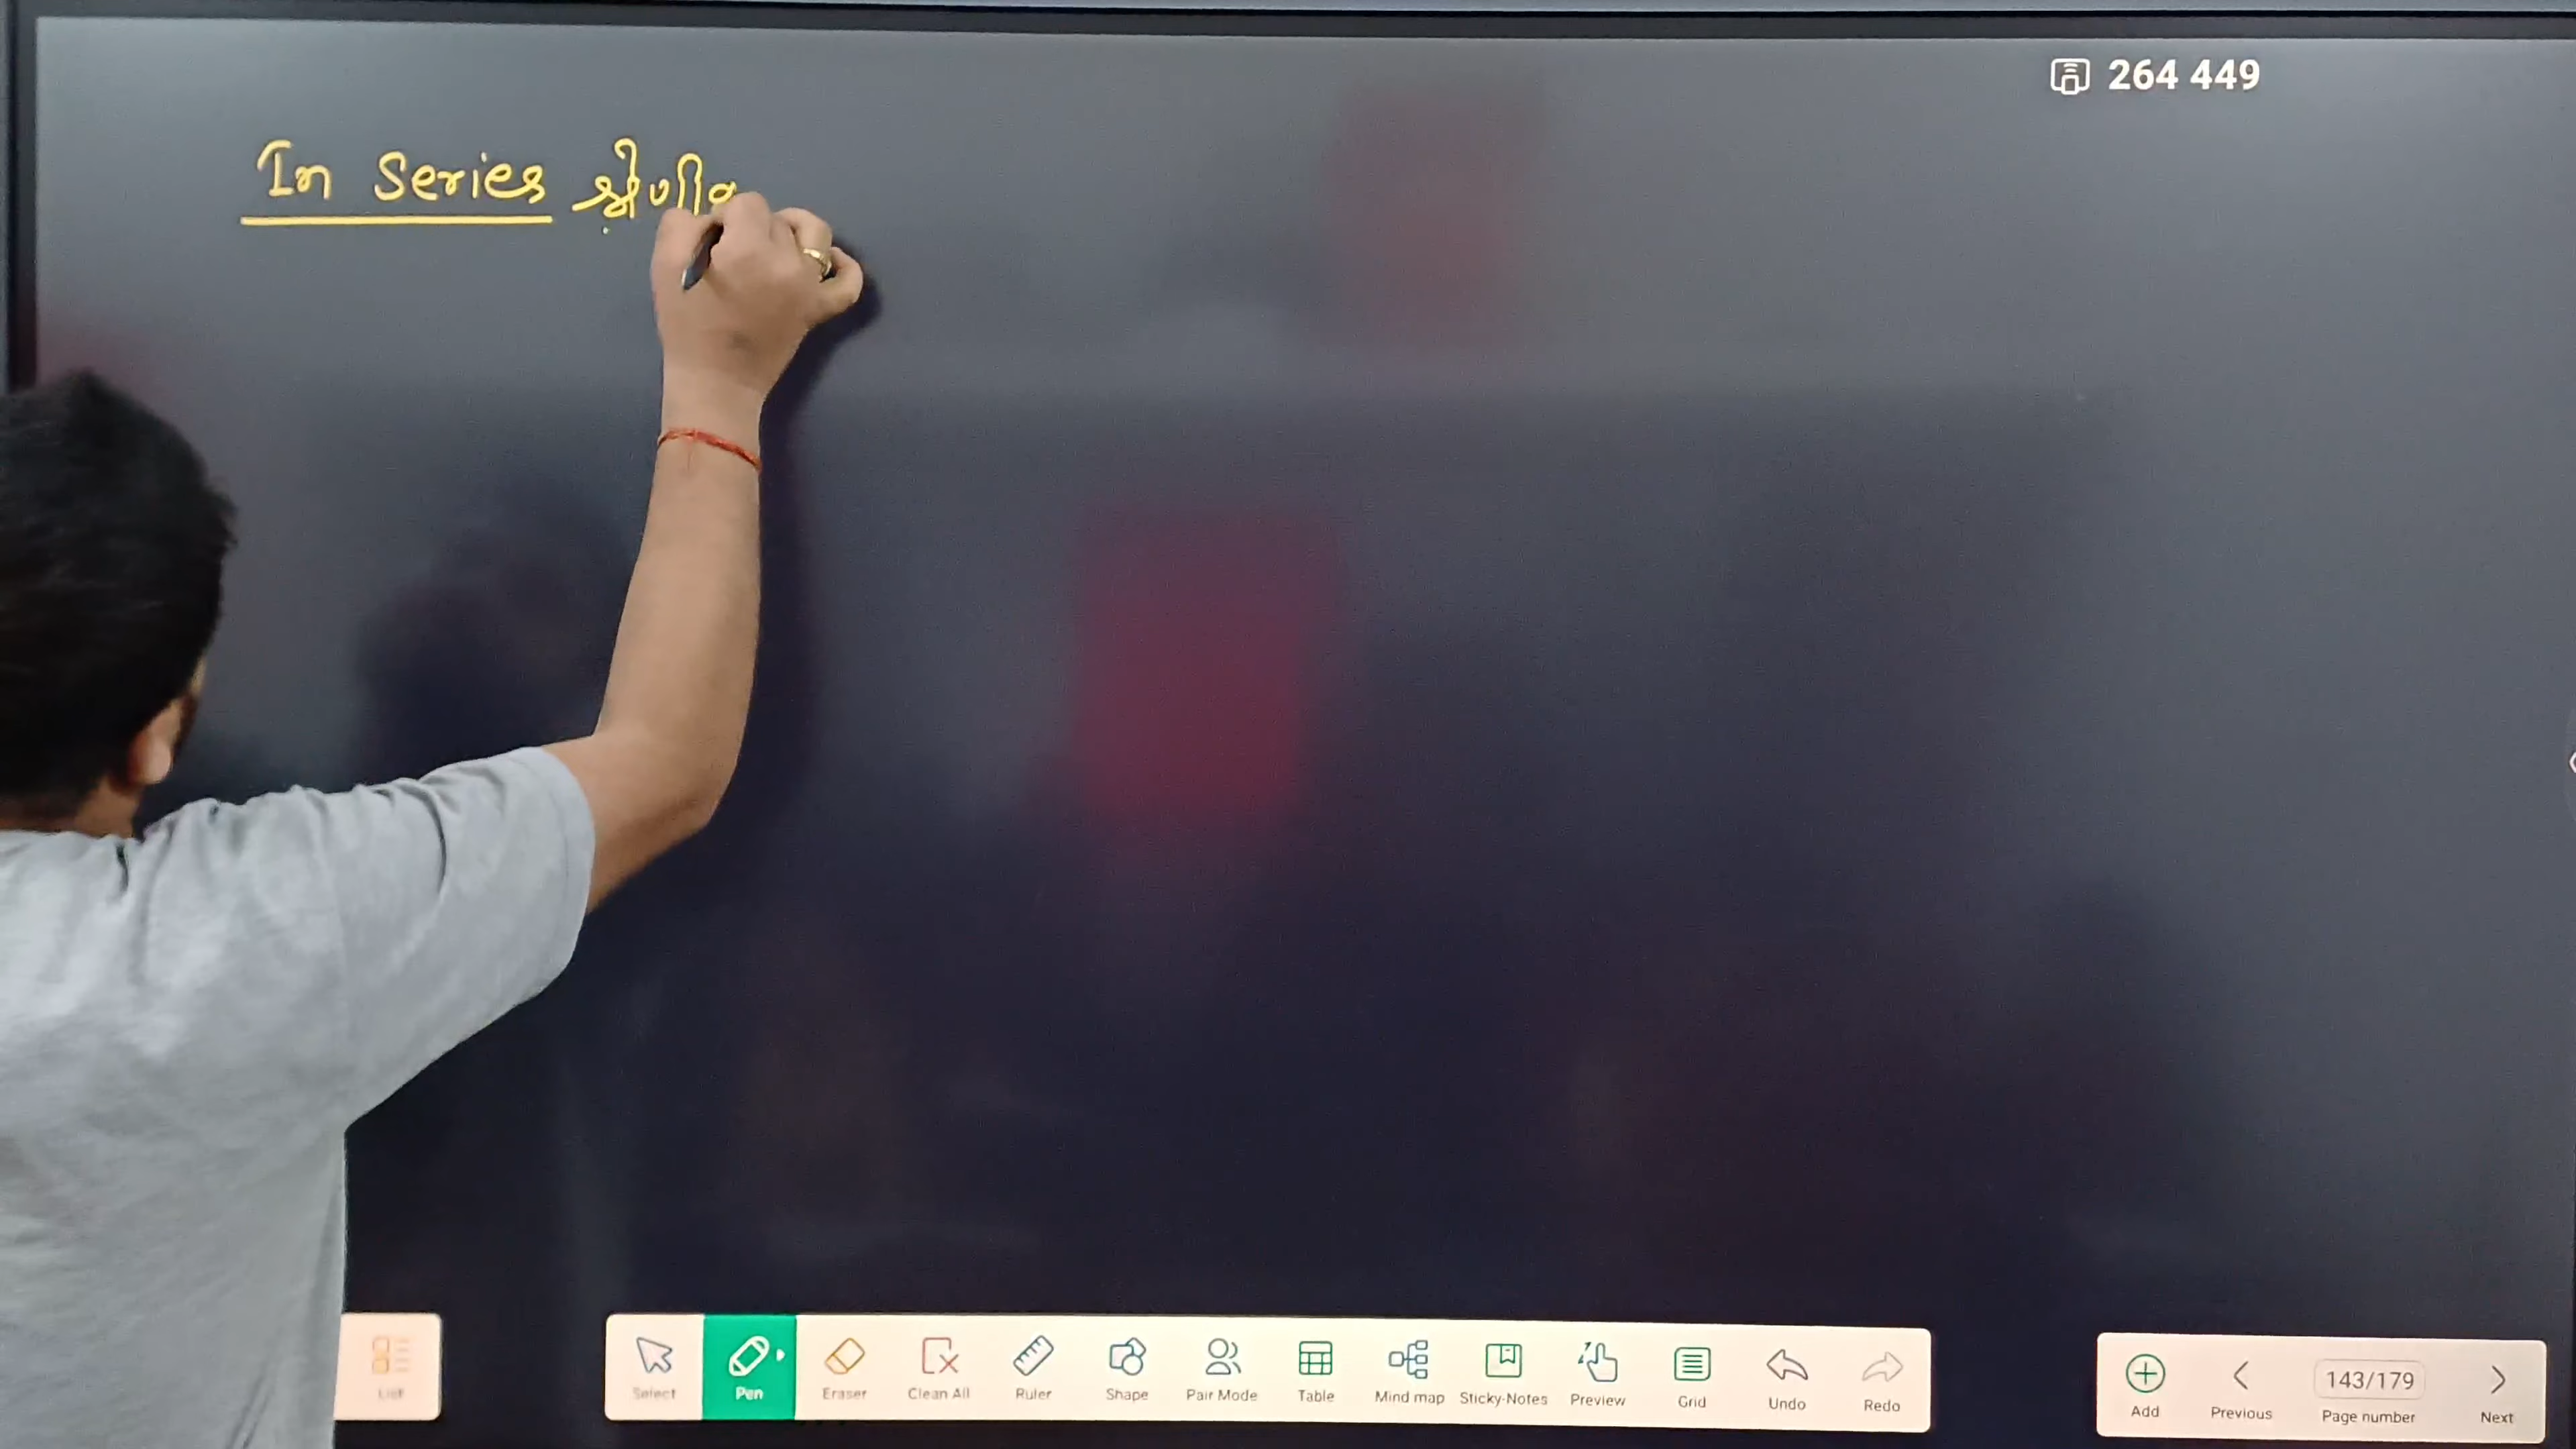 264 449
In Series श्रेणी
List
Select Pen Eraser Clean All Ruler Shape Pair Mode Table Mind map Sticky-Notes Preview Grid Undo Redo
143/179
Add Previous Page number Next